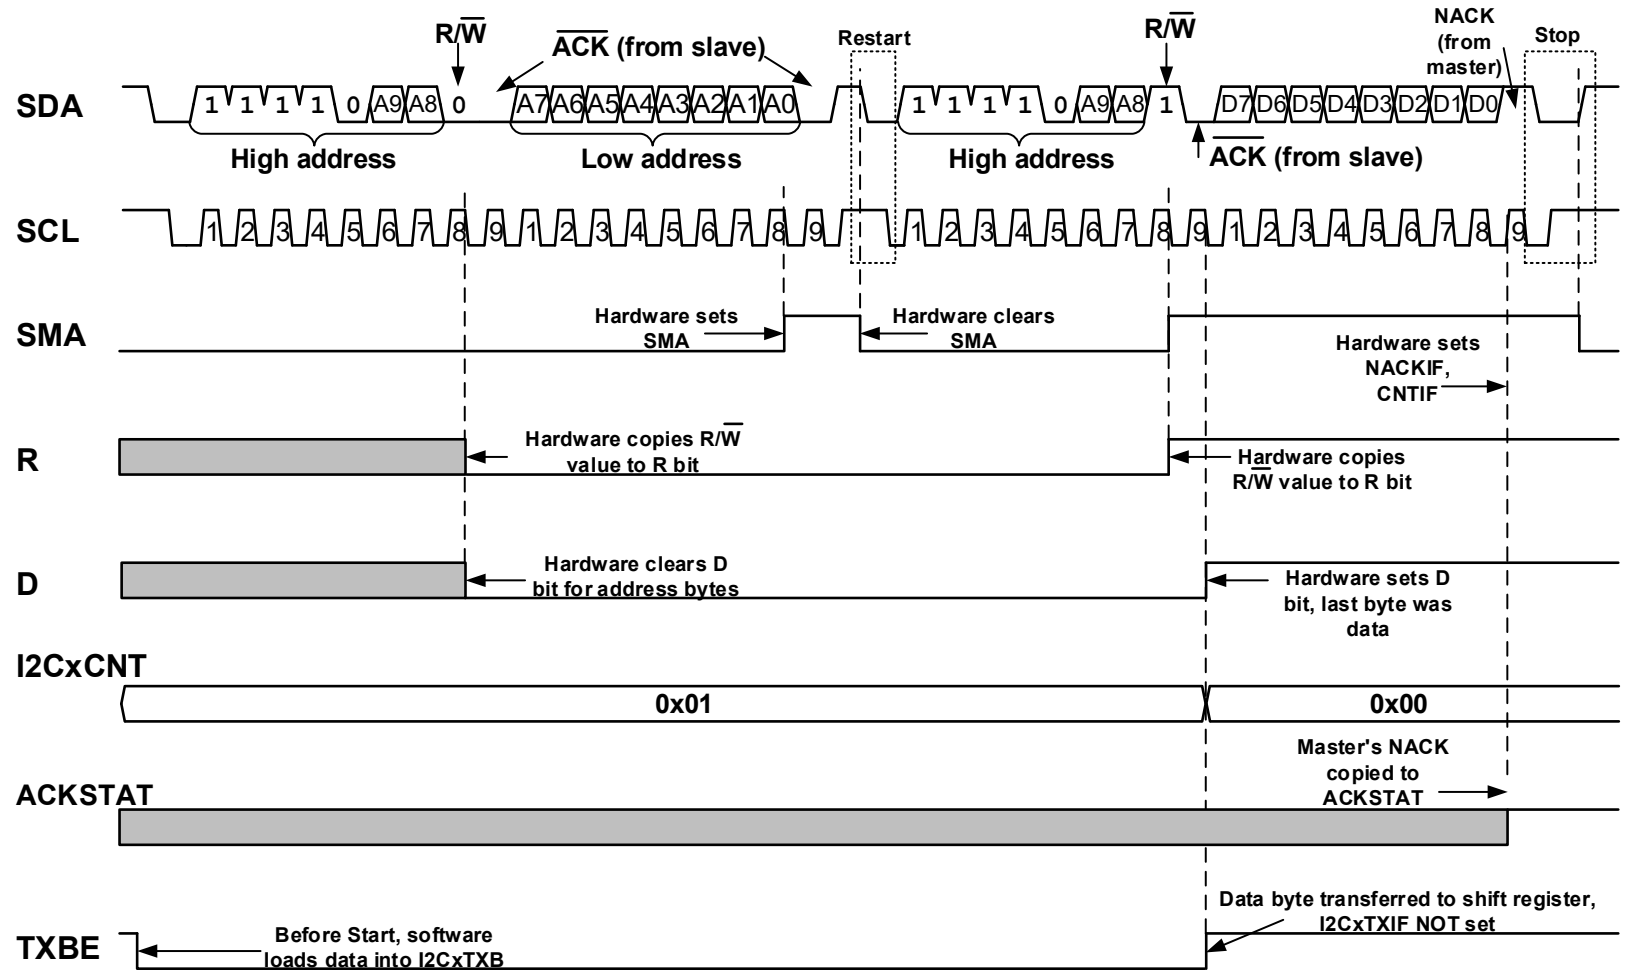 R/W
ACK (from slave)
Restart
R/W
NACK
(from
master)
Stop
SDA
1 1 1 1 0 A9 A8 0 A7 A6 A5 A4 A3 A2 A1 A0 1 1 1 1 0 A9 A8 1 D7 D6 D5 D4 D3 D2 D1 D0
High address
Low address
High address
ACK (from slave)
SCL
1 2 3 4 5 6 7 8 9 1 2 3 4 5 6 7 8 9 1 2 3 4 5 6 7 8 9 1 2 3 4 5 6 7 8 9
SMA
Hardware sets
SMA
Hardware clears
SMA
Hardware sets
NACKIF,
CNTIF
R
Hardware copies R/W
value to R bit
Hardware copies
R/W value to R bit
D
Hardware clears D
bit for address bytes
Hardware sets D
bit, last byte was
data
I2CxCNT
0x01
0x00
ACKSTAT
Master's NACK
copied to
ACKSTAT
TXBE
Before Start, software
loads data into I2CxTXB
Data byte transferred to shift register,
I2CxTXIF NOT set